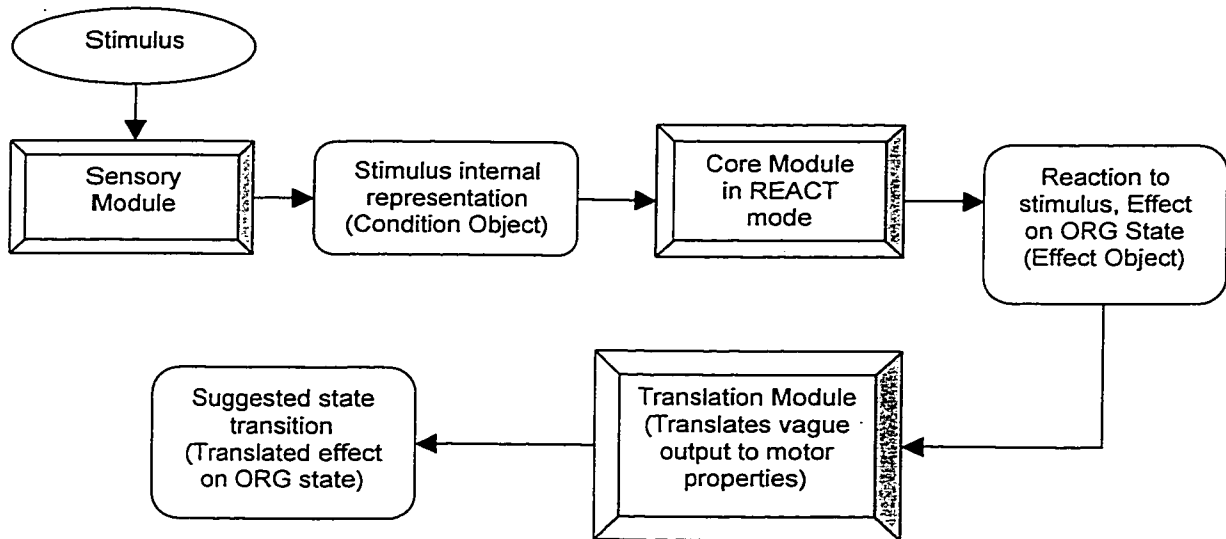 Stimulus
Sensory
Module
Stimulus internal
representation
(Condition Object)
Core Module
in REACT
mode
Reaction to
stimulus, Effect
on ORG State
(Effect Object)
Translation Module
(Translates vague
output to motor
properties)
Suggested state
transition
(Translated effect
on ORG state)